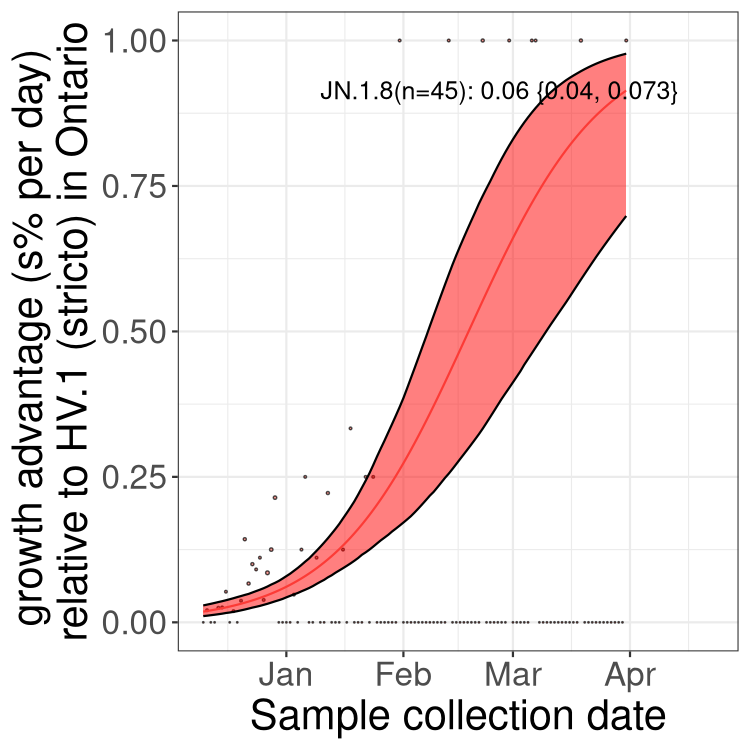 growth advantage (s% per day)
relative to HV.1 (stricto) in Ontario
1.00
JN.1.8(n=45): 0.06 {0.04, 0.073}
0.75
0.50
0.25
0.00
Jan Feb Mar Apr
Sample collection date